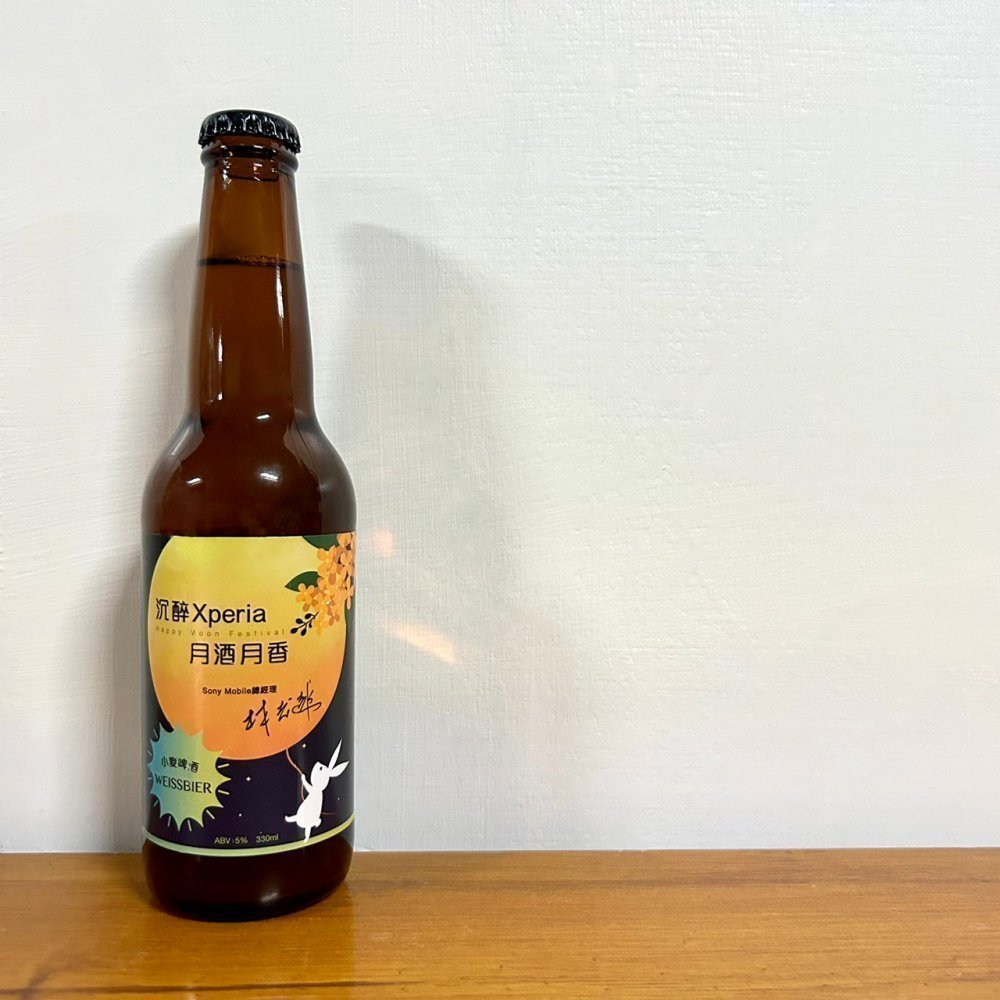 沉醉Xperia
Happy Moon Festival
月酒月香
Sony Mobile總經理
小麥啤酒
WEISSBIER
ABV:5% 330ml